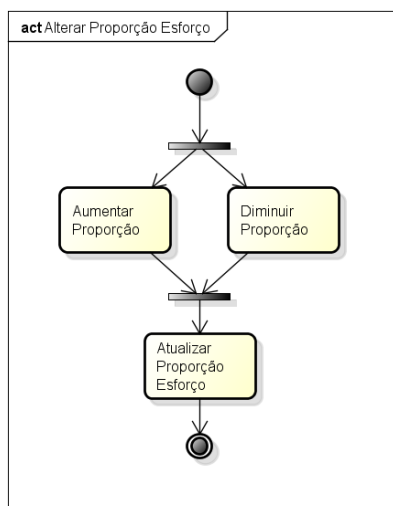 act Alterar Proporção Esforço
Aumentar
Proporção
Diminuir
Proporção
Atualizar
Proporção
Esforço